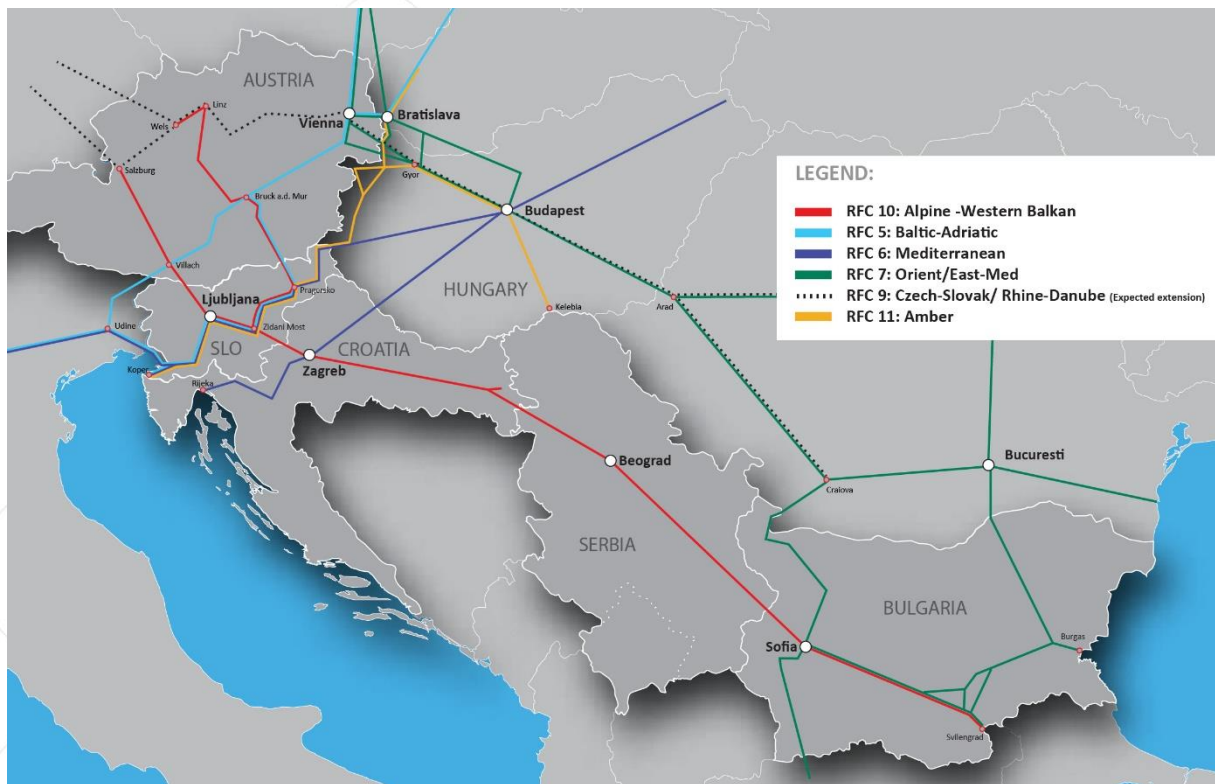 AUSTRIA
Linz
Wels
Vienna
Bratislava
Salzburg
Gyor
Bruck a.d. Mur
Budapest
Villach
Pragersko
HUNGARY
Ljubljana
Kelebia
Arad
Udine
Zidani Most
SLO
CROATIA
Koper
Zagreb
Rijeka
Beograd
Bucuresti
Craiova
SERBIA
BULGARIA
Sofia
Burgas
Svilengrad
LEGEND:
RFC 10: Alpine -Western Balkan
RFC 5: Baltic-Adriatic
RFC 6: Mediterranean
RFC 7: Orient/East-Med
RFC 9: Czech-Slovak/ Rhine-Danube (Expected extension)
RFC 11: Amber